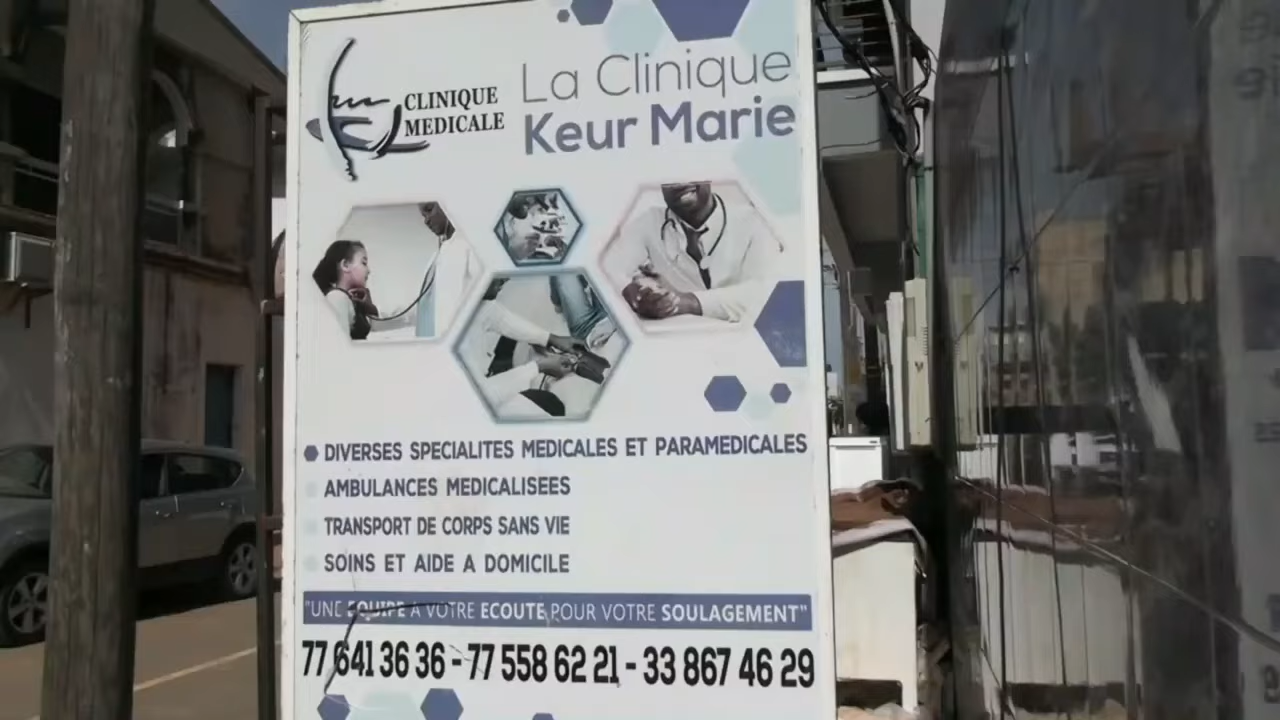 CLINIQUE
MEDICALE
La Clinique
Keur Marie
DIVERSES SPECIALITES MEDICALES ET PARAMEDICALES
AMBULANCES MEDICALISEES
TRANSPORT DE CORPS SANS VIE
SOINS ET AIDE A DOMICILE
"UNE EQUIPE A VOTRE ECOUTE POUR VOTRE SOULAGEMENT"
77 641 36 36 - 77 558 62 21 - 33 867 46 29